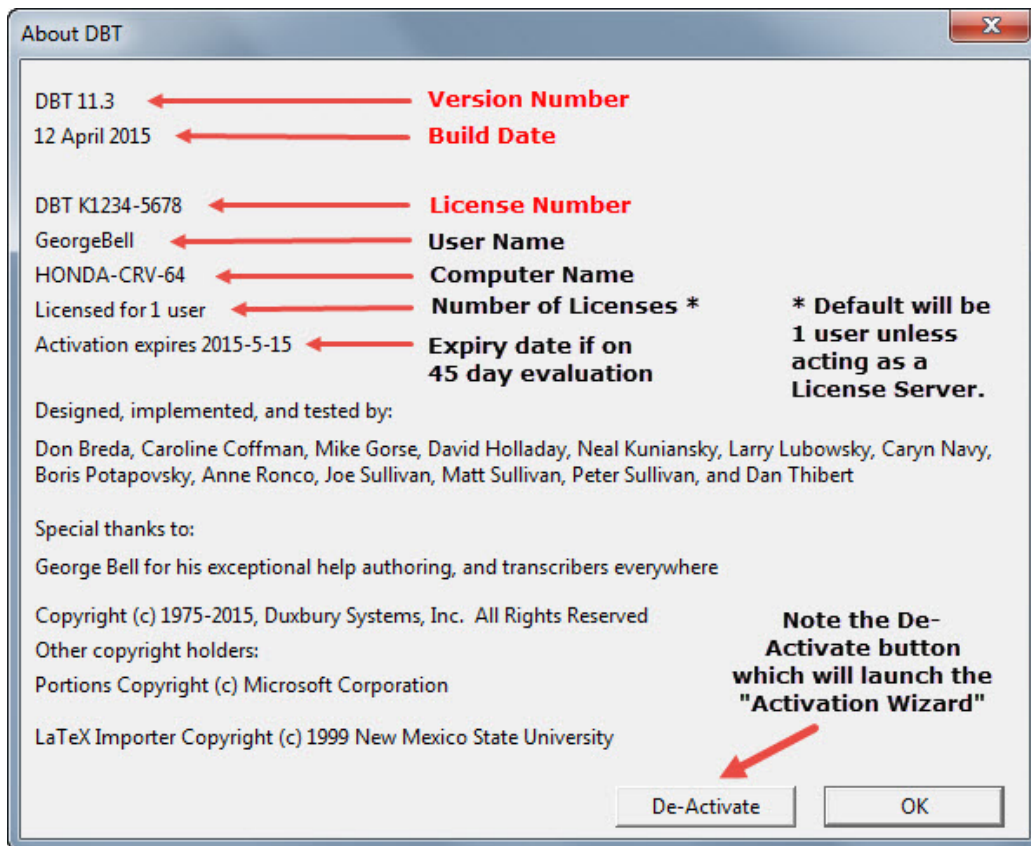 About DBT
DBT 11.3
Version Number
12 April 2015
Build Date
DBT K1234-5678
License Number
GeorgeBell
User Name
HONDA-CRV-64
Computer Name
Licensed for 1 user
Number of Licenses *
* Default will be
1 user unless
acting as a
License Server.
Activation expires 2015-5-15
Expiry date if on
45 day evaluation
Designed, implemented, and tested by:
Don Breda, Caroline Coffman, Mike Gorse, David Holladay, Neal Kuniansky, Larry Lubowsky, Caryn Navy,
Boris Potapovsky, Anne Ronco, Joe Sullivan, Matt Sullivan, Peter Sullivan, and Dan Thibert
Special thanks to:
George Bell for his exceptional help authoring, and transcribers everywhere
Copyright (c) 1975-2015, Duxbury Systems, Inc.  All Rights Reserved
Other copyright holders:
Portions Copyright (c) Microsoft Corporation
LaTeX Importer Copyright (c) 1999 New Mexico State University
Note the De-
Activate button
which will launch the
"Activation Wizard"
De-Activate
OK